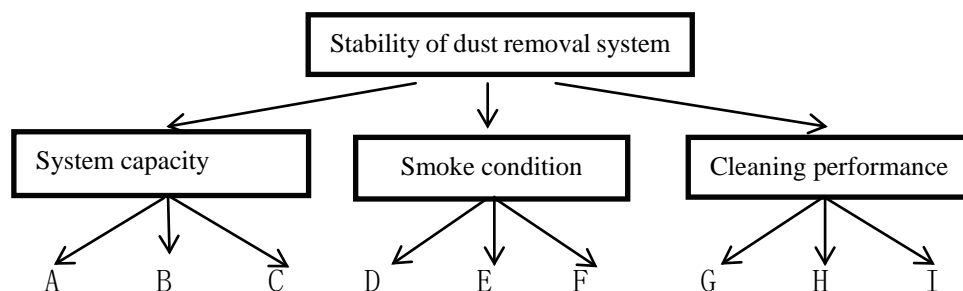 Stability of dust removal system
System capacity
Smoke condition
Cleaning performance
A B C D E F G H I